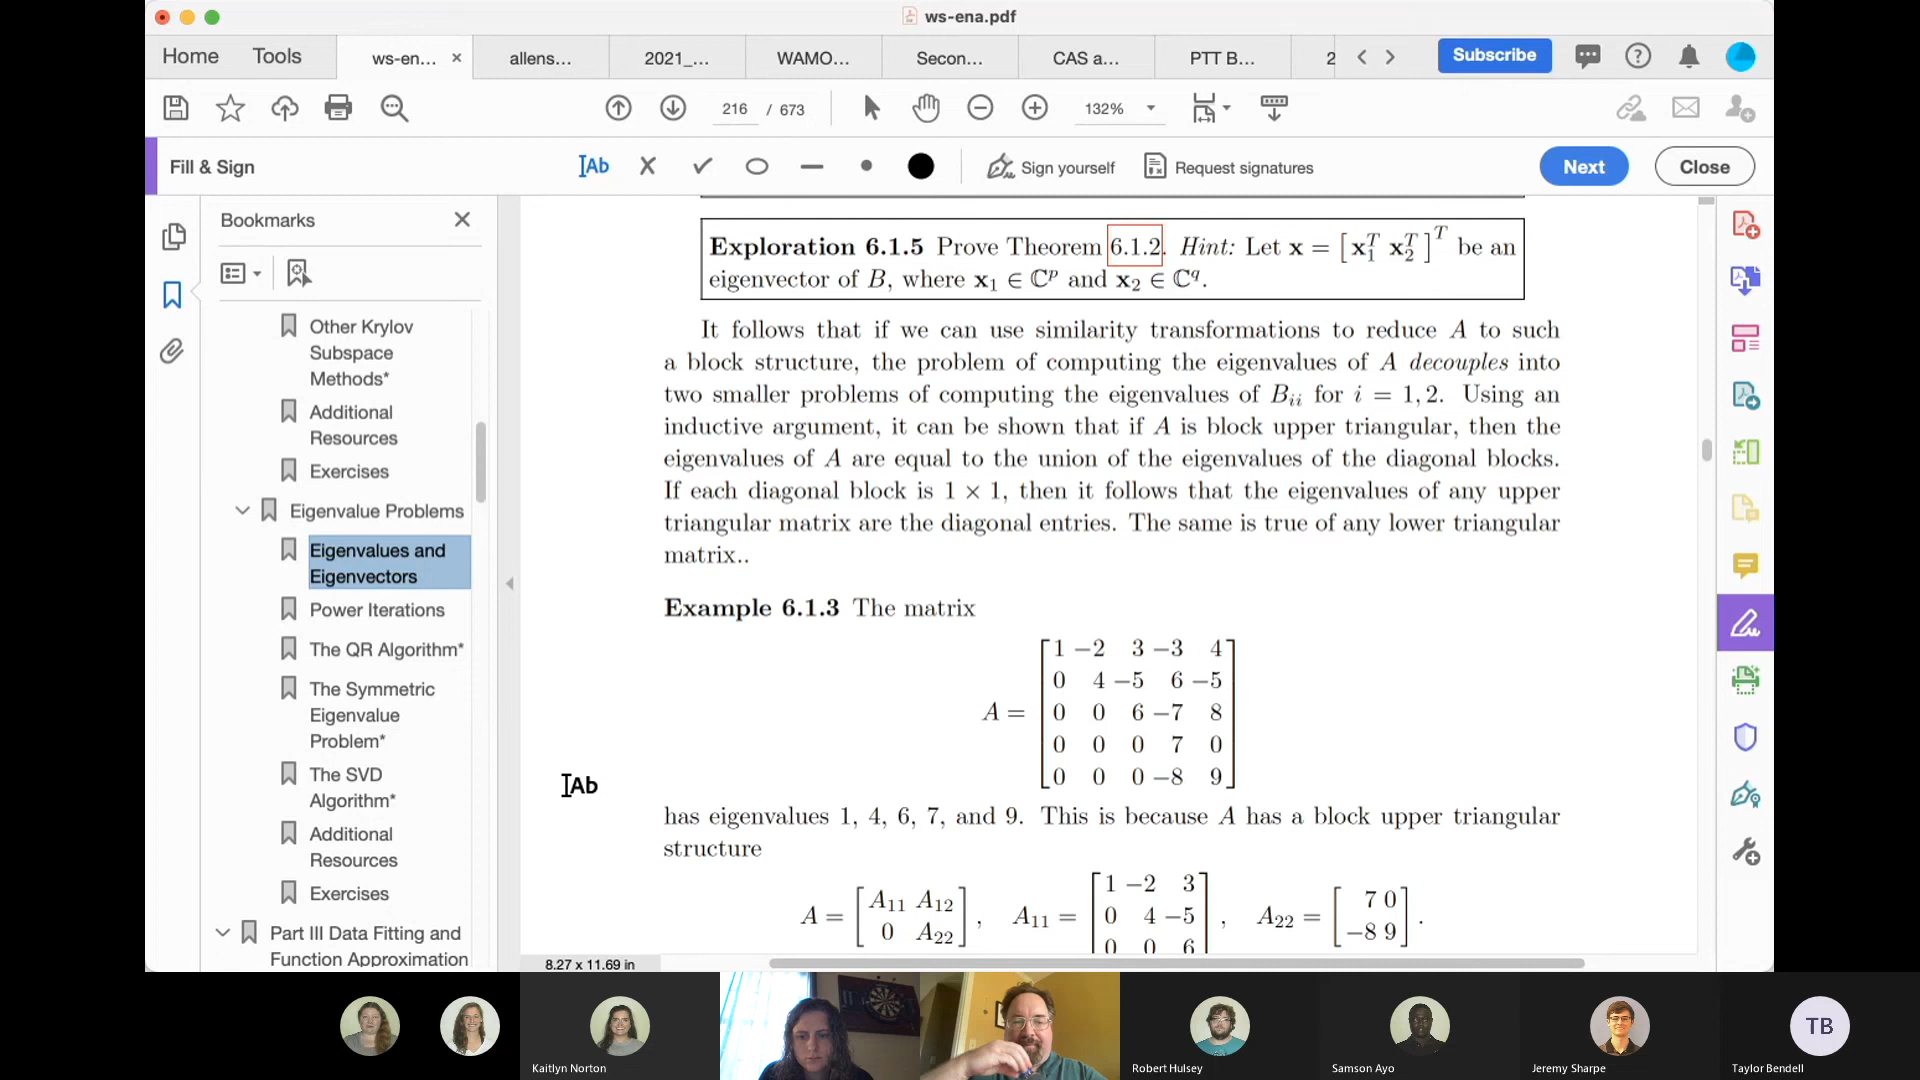 ws-ena.pdf
Home Tools ws-en... × allens... 2021_... WAMO... Secon... CAS a... PTT B... 2 Subscribe
216 / 673 132%
Fill & Sign Ab Sign yourself Request signatures Next Close
Bookmarks
Other Krylov
Subspace
Methods*
Additional
Resources
Exercises
Eigenvalue Problems
Eigenvalues and
Eigenvectors
Power Iterations
The QR Algorithm*
The Symmetric
Eigenvalue
Problem*
The SVD
Algorithm*
Additional
Resources
Exercises
Part III Data Fitting and
Function Approximation
Exploration 6.1.5 Prove Theorem 6.1.2. Hint: Let x = [x₁ᵀ x₂ᵀ]ᵀ be an
eigenvector of B, where x₁ ∈ ℂᵖ and x₂ ∈ ℂ^q.
It follows that if we can use similarity transformations to reduce A to such
a block structure, the problem of computing the eigenvalues of A decouples into
two smaller problems of computing the eigenvalues of Bᵢᵢ for i = 1, 2. Using an
inductive argument, it can be shown that if A is block upper triangular, then the
eigenvalues of A are equal to the union of the eigenvalues of the diagonal blocks.
If each diagonal block is 1 × 1, then it follows that the eigenvalues of any upper
triangular matrix are the diagonal entries. The same is true of any lower triangular
matrix..
Example 6.1.3 The matrix
1 −2 3 −3 4
0 4 −5 6 −5
A = 0 0 6 −7 8
0 0 0 7 0
0 0 0 −8 9
Ab
has eigenvalues 1, 4, 6, 7, and 9. This is because A has a block upper triangular
structure
A = [A₁₁ A₁₂; 0 A₂₂], A₁₁ = [1 −2 3; 0 4 −5; 0 0 6], A₂₂ = [7 0; −8 9].
8.27 x 11.69 in
Kaitlyn Norton
Robert Hulsey
Samson Ayo
Jeremy Sharpe
TB
Taylor Bendell